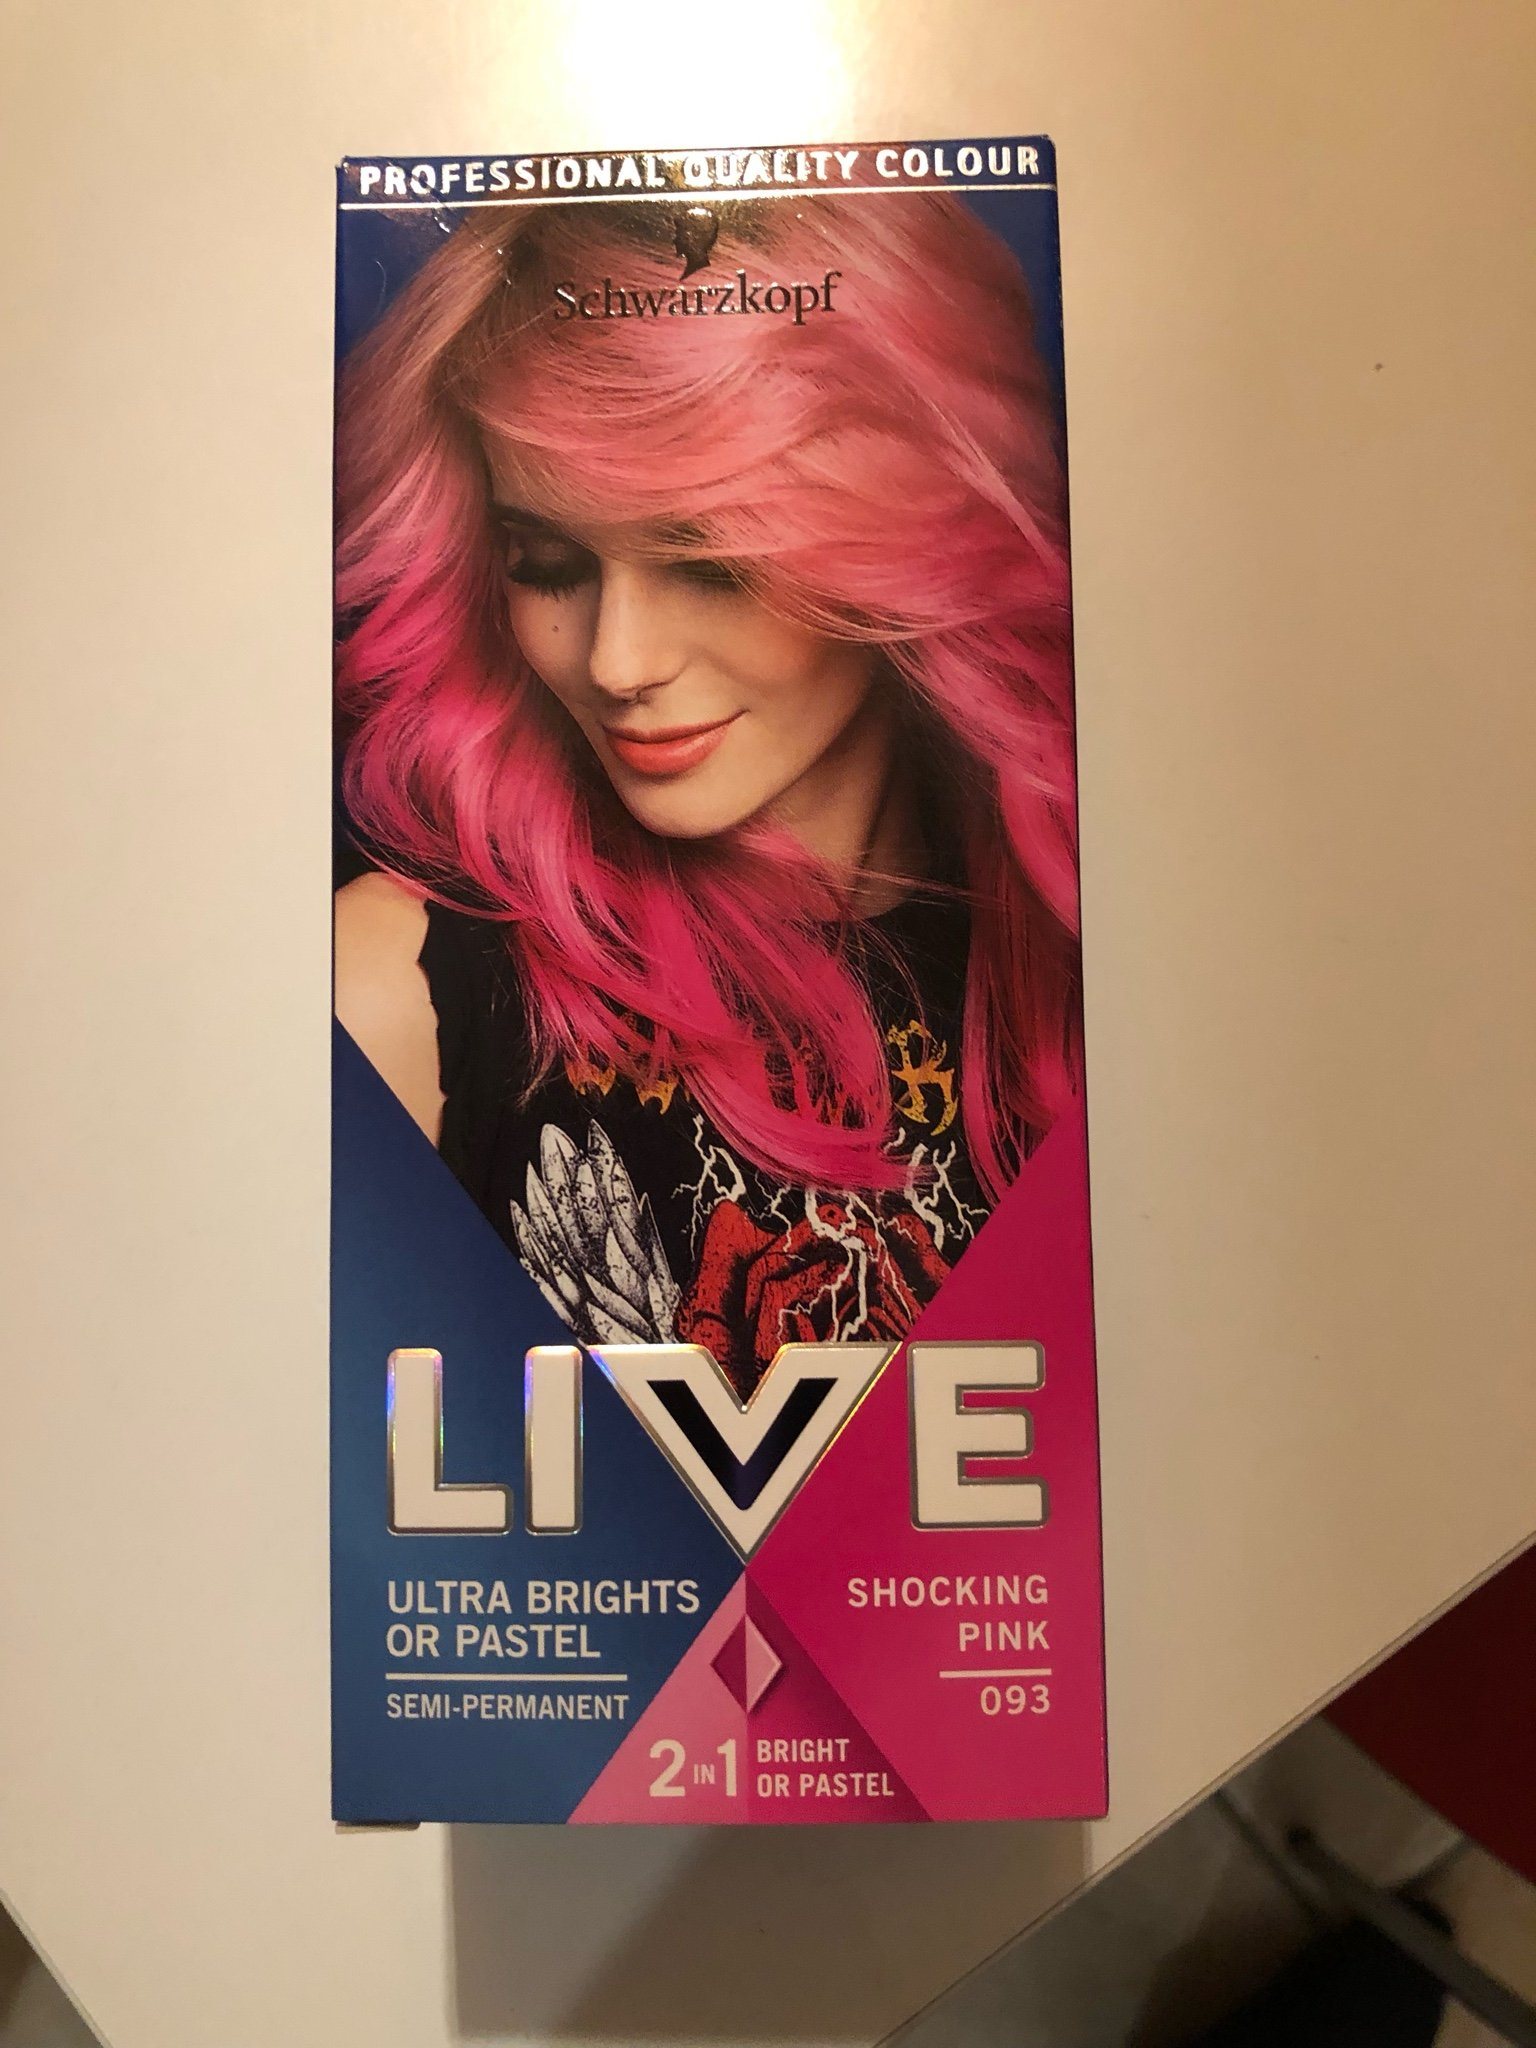 PROFESSIONAL QUALITY COLOUR
Schwarzkopf
LIVE
ULTRA BRIGHTS
OR PASTEL
SEMI-PERMANENT
SHOCKING
PINK
093
2 IN 1 BRIGHT
OR PASTEL